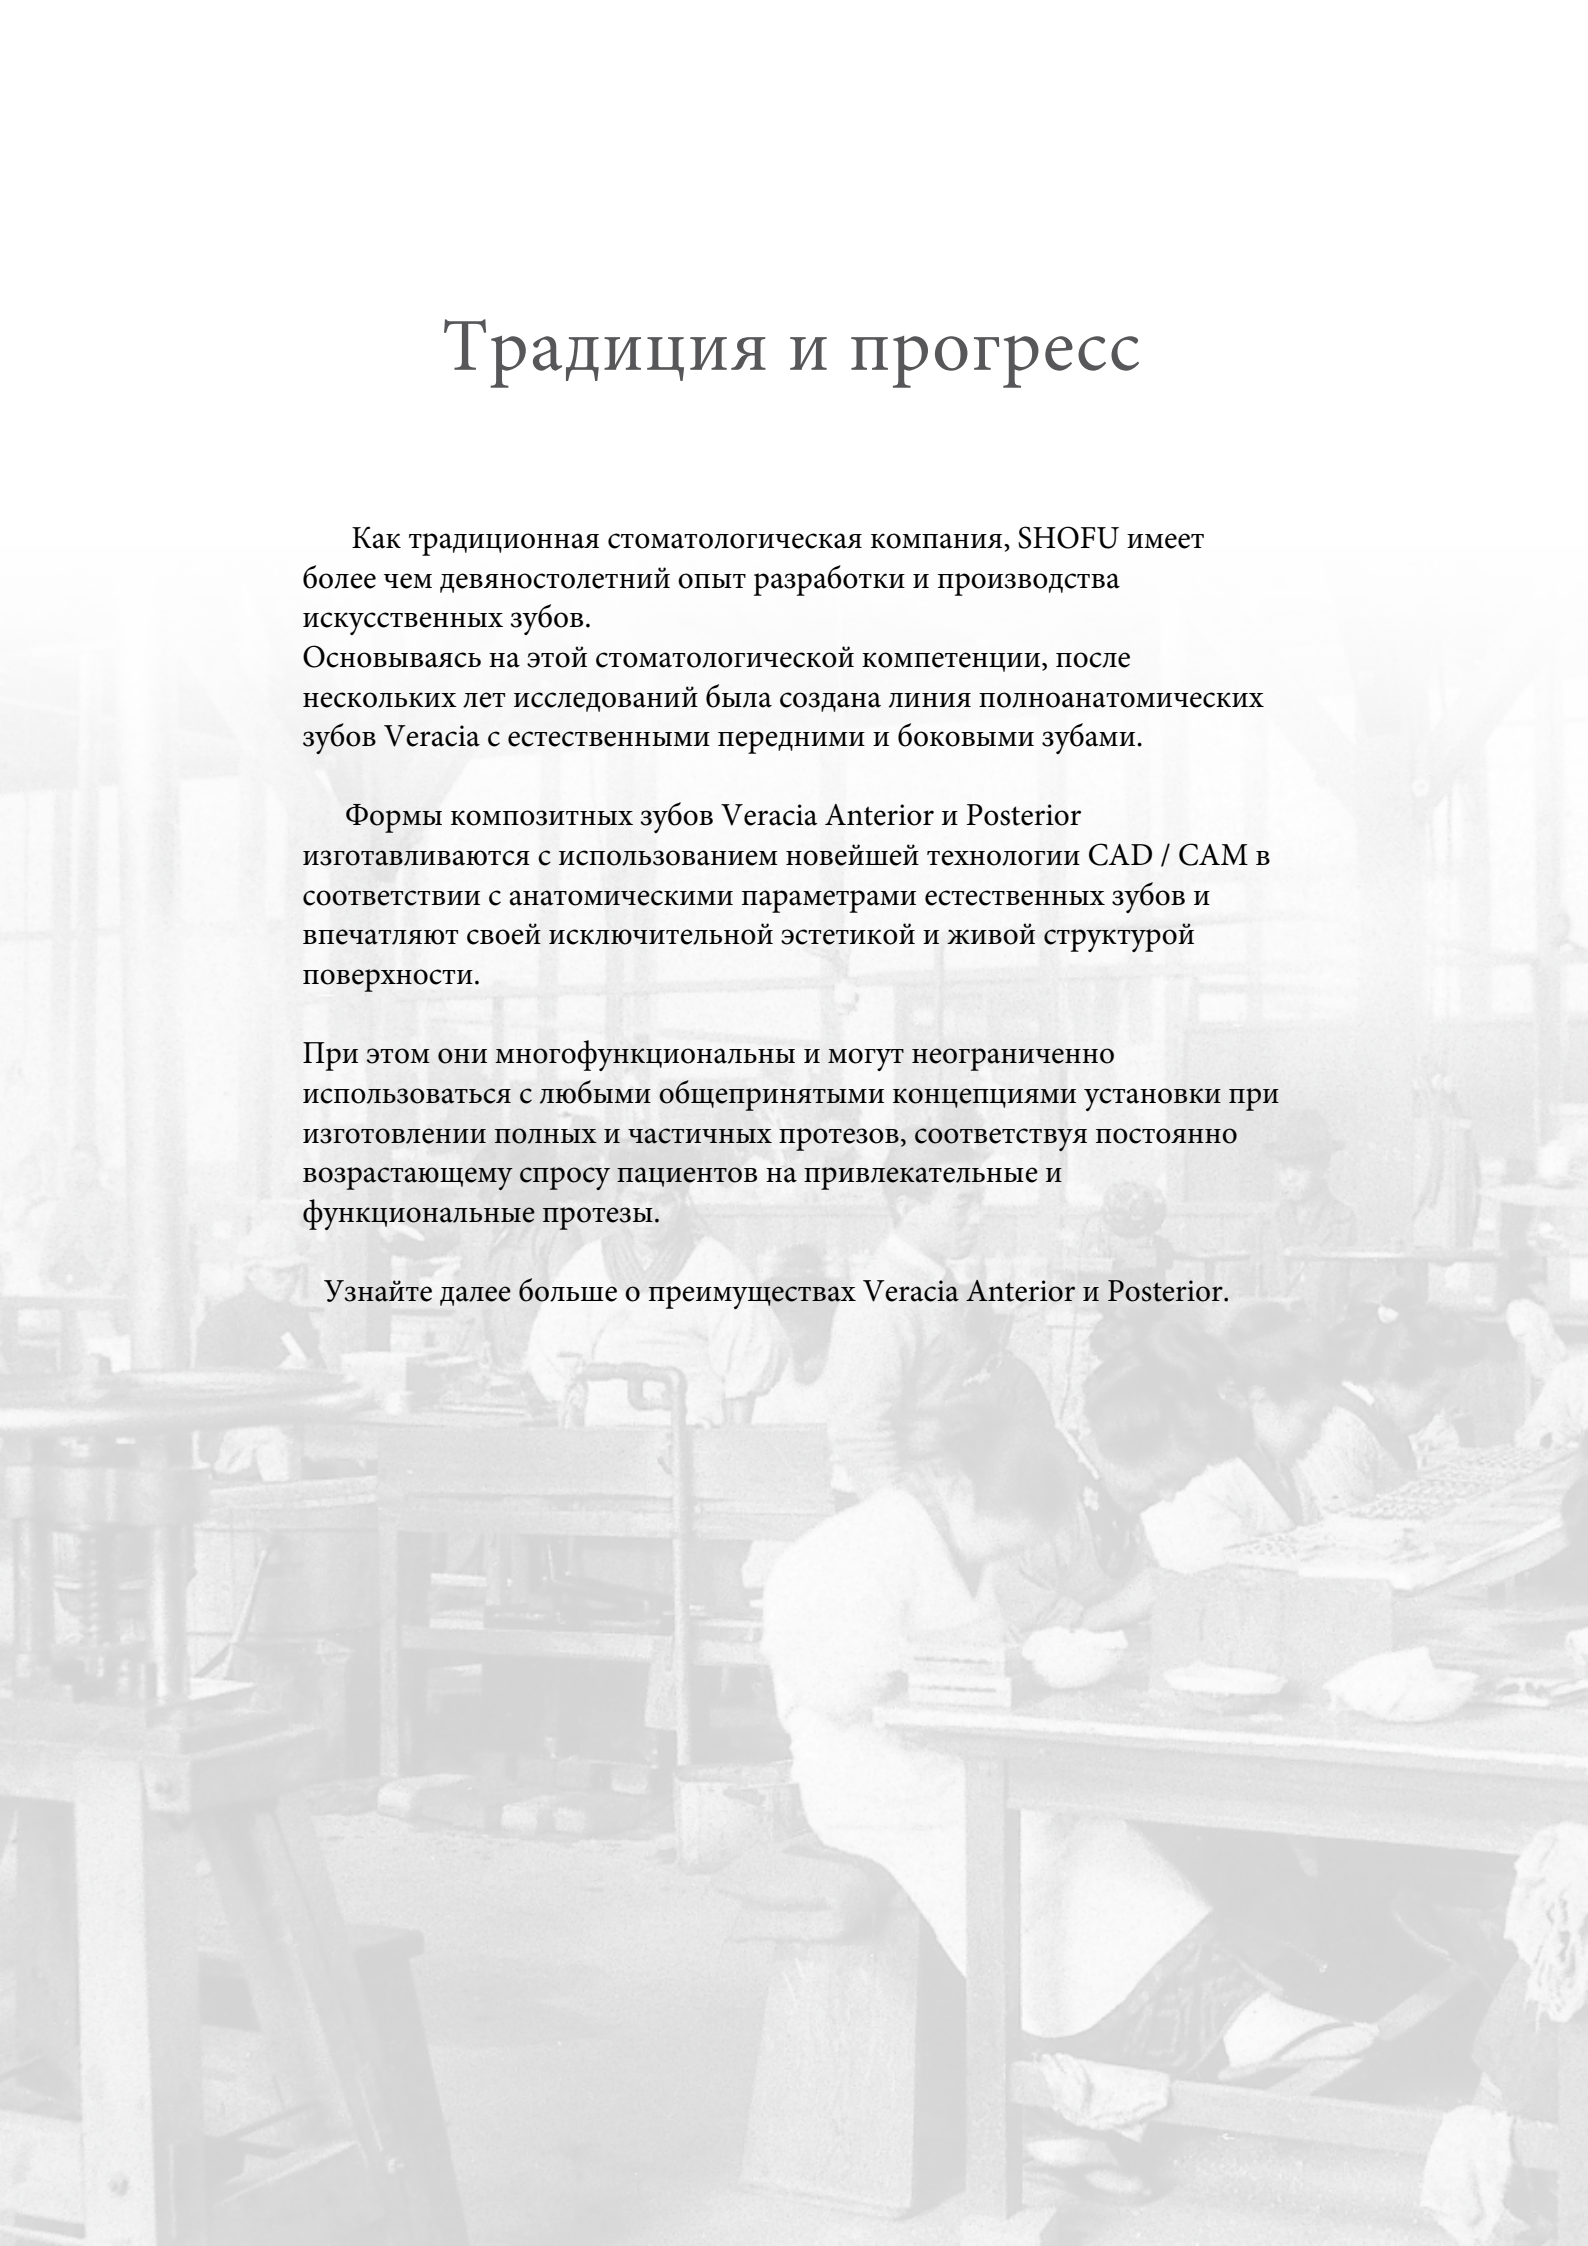 Традиция и прогресс
Как традиционная стоматологическая компания, SHOFU имеет
более чем девяностолетний опыт разработки и производства
искусственных зубов.
Основываясь на этой стоматологической компетенции, после
нескольких лет исследований была создана линия полноанатомических
зубов Veracia с естественными передними и боковыми зубами.
Формы композитных зубов Veracia Anterior и Posterior
изготавливаются с использованием новейшей технологии CAD / CAM в
соответствии с анатомическими параметрами естественных зубов и
впечатляют своей исключительной эстетикой и живой структурой
поверхности.
При этом они многофункциональны и могут неограниченно
использоваться с любыми общепринятыми концепциями установки при
изготовлении полных и частичных протезов, соответствуя постоянно
возрастающему спросу пациентов на привлекательные и
функциональные протезы.
Узнайте далее больше о преимуществах Veracia Anterior и Posterior.